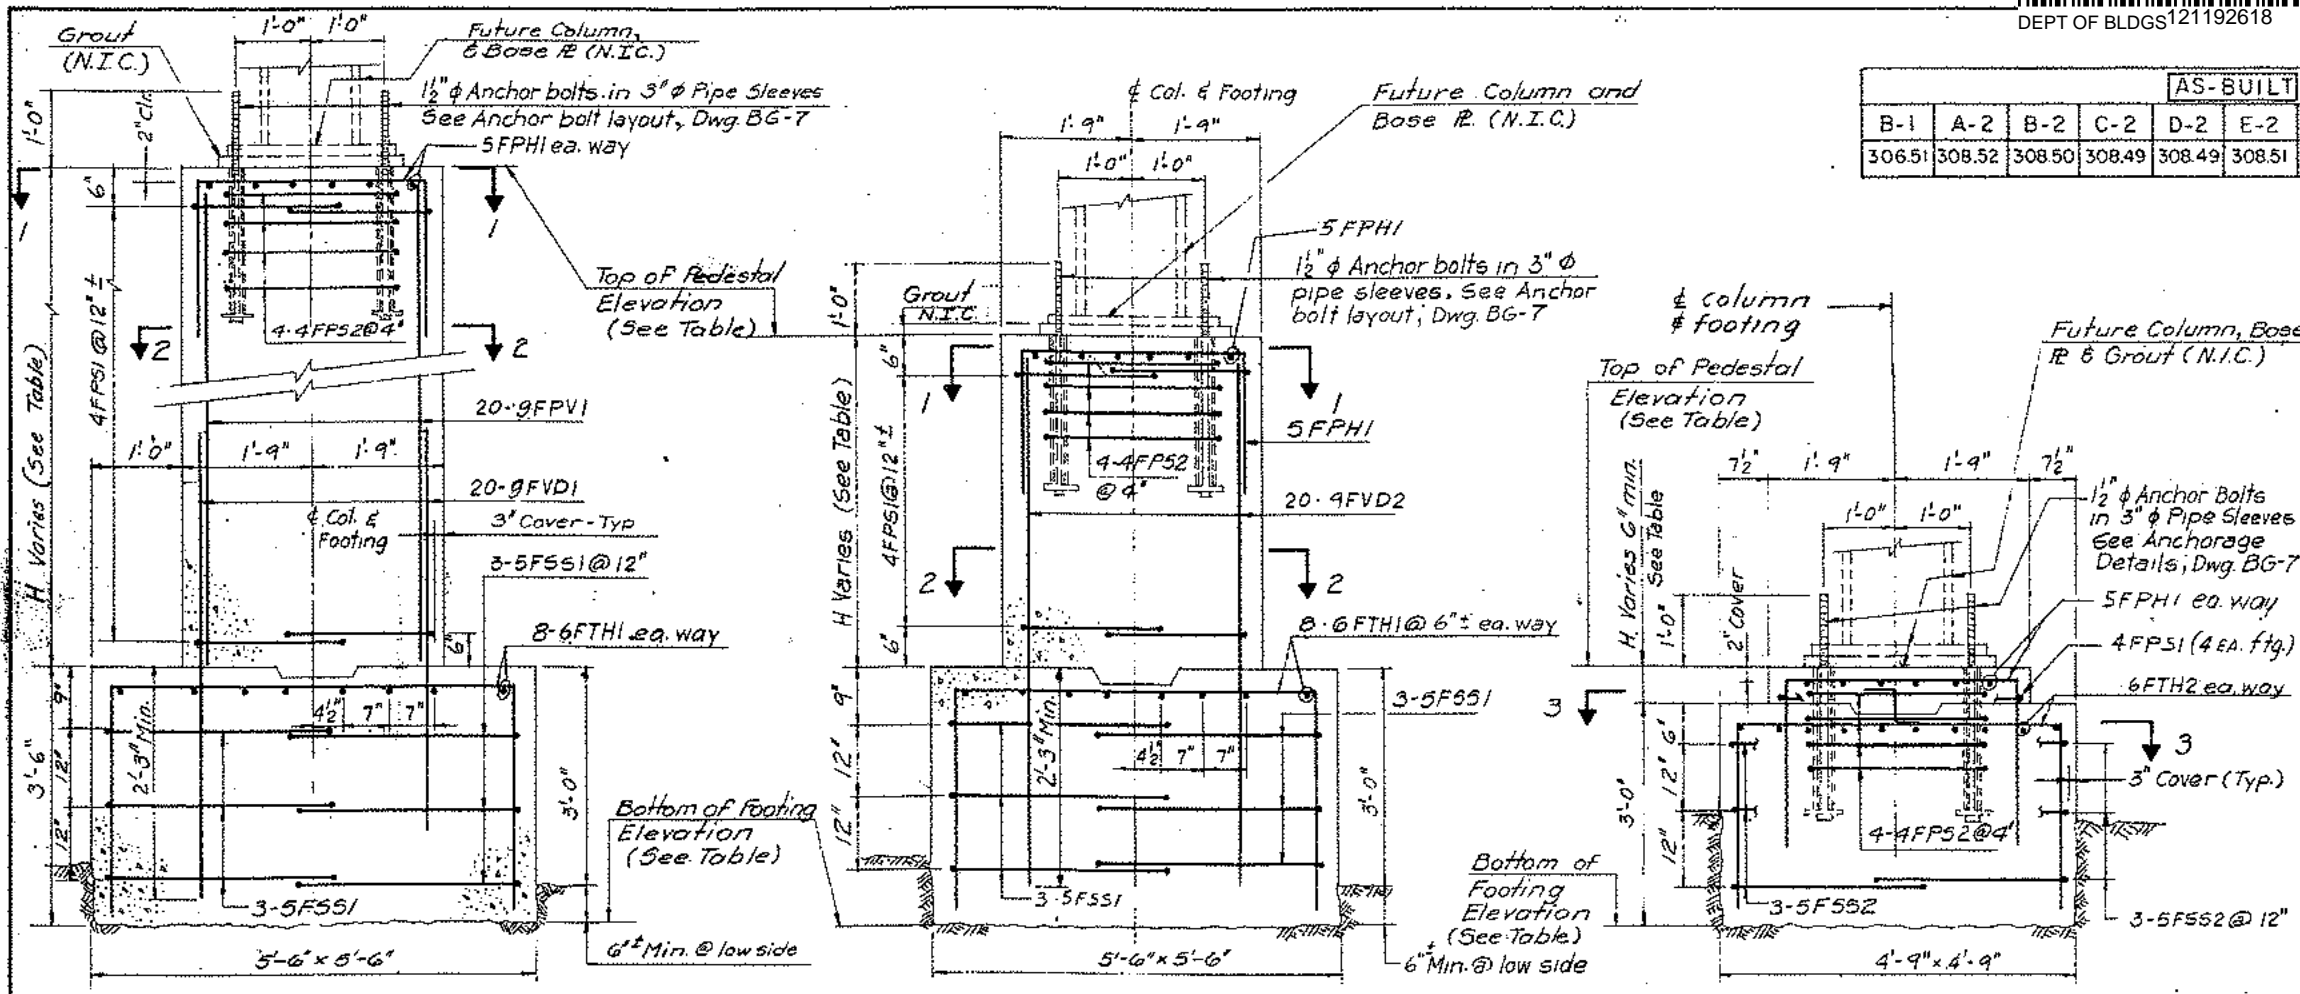 DEPT OF BLDGS 121192618
AS-BUILT
B-1 A-2 B-2 C-2 D-2 E-2
306.51 308.52 308.50 308.49 308.49 308.51
Grout
(N.I.C.)
1'-0" 1'-0"
Future Column,
& Base ℞ (N.I.C.)
1½" ϕ Anchor bolts in 3" ϕ Pipe Sleeves
See Anchor bolt layout, Dwg. BG-7
5FPH1 ea. way
1'-0"
2" Clr.
6"
1 1
4FPS1 @ 12" ±
4-4FPS2@4"
2 2
Top of Pedestal
Elevation
(See Table)
20-9FPV1
1'-0" 1'-9" 1'-9"
20-9FVD1
℄ Col. &
Footing
3" Cover-Typ
3-5FSS1@12"
H Varies (See Table)
8-6FTH1 ea. way
6"
9"
12"
12"
3'-6"
2'-3" Min.
4½" 7" 7"
3'-0"
3-5FSS1
Bottom of Footing
Elevation
(See Table)
6"± Min. @ low side
5'-6" x 5'-6"
℄ Col. & Footing
1'-9" 1'-9"
1'-0" 1'-0"
Future Column and
Base ℞. (N.I.C.)
5FPH1
1½" ϕ Anchor bolts in 3" ϕ
pipe sleeves. See Anchor
bolt layout; Dwg. BG-7
Grout
N.I.C.
1'-0"
6"
1 1
5FPH1
4-4FPS2
@ 4"
20-9FVD2
4FPS1@12"±
H Varies (See Table)
2 2
6"
8-6FTH1@ 6"± ea. way
9"
12"
12"
2'-3" Min.
4½" 7" 7"
3-5FSS1
3-5FSS1
3'-0"
6"± Min. @ low side
5'-6" x 5'-6"
℄ Column
& footing
Future Column, Base
℞ & Grout (N.I.C.)
Top of Pedestal
Elevation
(See Table)
7½" 1'-9" 1'-9" 7½"
1'-0" 1'-0"
1½" ϕ Anchor Bolts
in 3" ϕ Pipe Sleeves
See Anchorage
Details; Dwg. BG-7
H Varies 6" min.
See Table
1'-0"
2" Cover
5FPH1 ea. way
4FPS1 (4 EA. ftg.)
6FTH2 ea. way
3 3
6"
12"
12"
3'-0"
3" Cover (Typ.)
4-4FPS2@4"
Bottom of
Footing
Elevation
(See Table)
3-5FSS2
3-5FSS2 @ 12"
4'-9" x 4'-9"